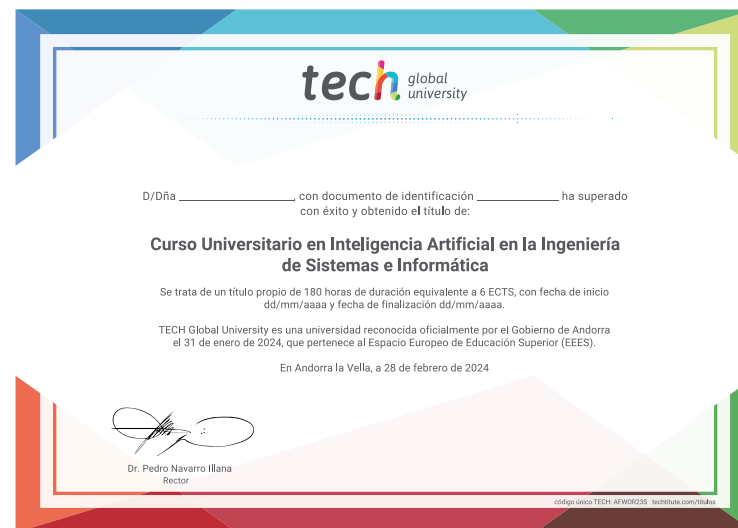 tech global university
D/Dña ____________________, con documento de identificación ______________ ha superado
con éxito y obtenido el título de:
Curso Universitario en Inteligencia Artificial en la Ingeniería
de Sistemas e Informática
Se trata de un título propio de 180 horas de duración equivalente a 6 ECTS, con fecha de inicio
dd/mm/aaaa y fecha de finalización dd/mm/aaaa.
TECH Global University es una universidad reconocida oficialmente por el Gobierno de Andorra
el 31 de enero de 2024, que pertenece al Espacio Europeo de Educación Superior (EEES).
En Andorra la Vella, a 28 de febrero de 2024
Dr. Pedro Navarro Illana
Rector
código único TECH: AFWOR23S techtitute.com/titulos